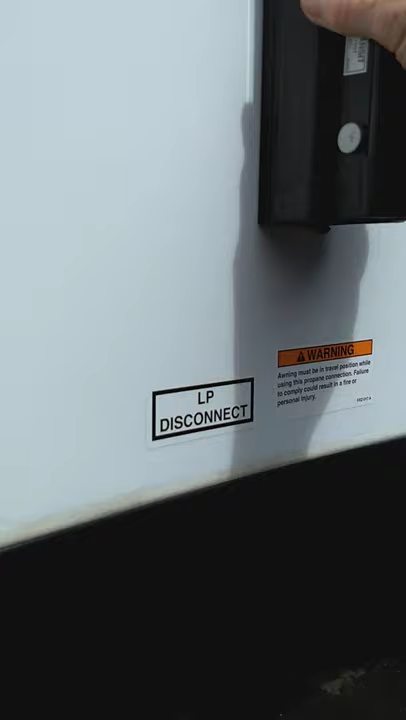 LP
DISCONNECT
WARNING
Awning must be in travel position while
using this propane connection. Failure
to comply could result in a fire or
personal injury.